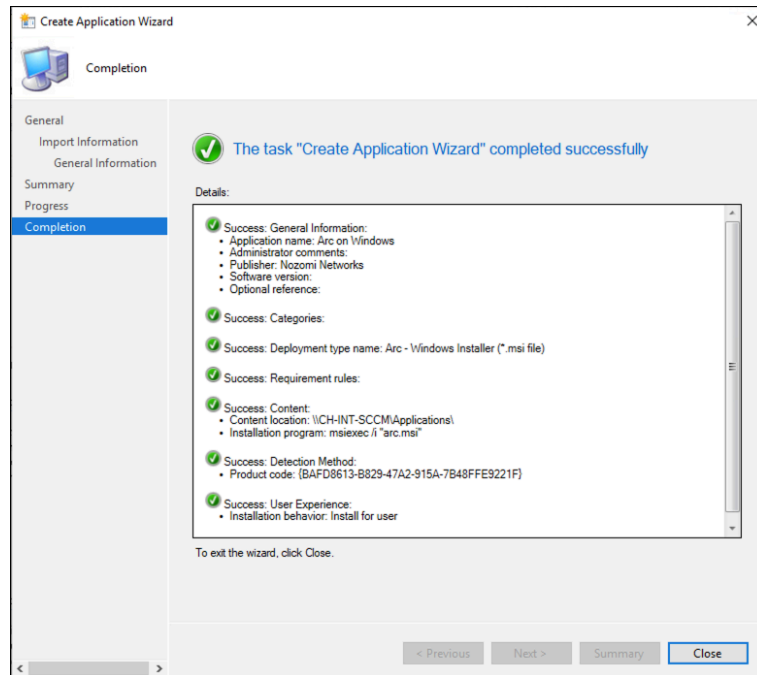 Create Application Wizard
Completion
General
Import Information
General Information
Summary
Progress
Completion
The task "Create Application Wizard" completed successfully
Details:
Success: General Information:
• Application name: Arc on Windows
• Administrator comments:
• Publisher: Nozomi Networks
• Software version:
• Optional reference:
Success: Categories:
Success: Deployment type name: Arc - Windows Installer (*.msi file)
Success: Requirement rules:
Success: Content:
• Content location: \\CH-INT-SCCM\Applications\
• Installation program: msiexec /i "arc.msi"
Success: Detection Method:
• Product code: {BAFD8613-B829-47A2-915A-7B48FFE9221F}
Success: User Experience:
• Installation behavior: Install for user
To exit the wizard, click Close.
< Previous Next > Summary Close